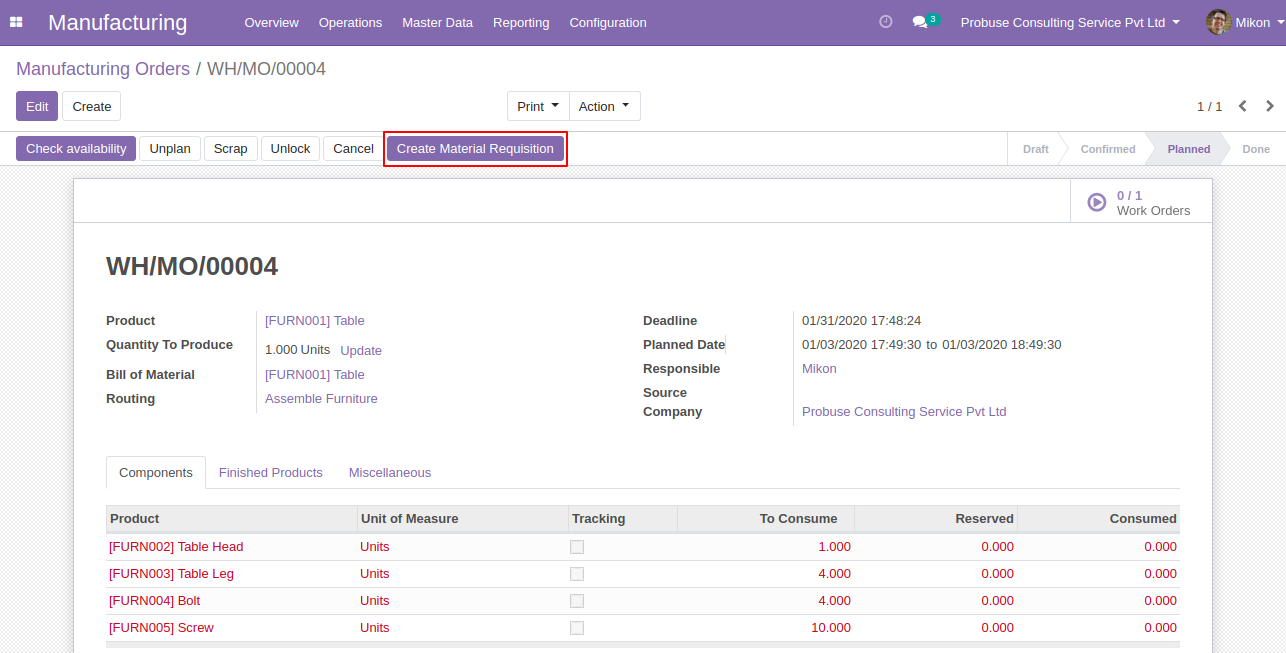 Manufacturing Overview Operations Master Data Reporting Configuration 3 Probuse Consulting Service Pvt Ltd Mikon
Manufacturing Orders / WH/MO/00004
Edit Create Print Action 1 / 1
Check availability Unplan Scrap Unlock Cancel Create Material Requisition Draft Confirmed Planned Done
0 / 1
Work Orders
WH/MO/00004
Product [FURN001] Table Deadline 01/31/2020 17:48:24
Quantity To Produce 1.000 Units Update Planned Date 01/03/2020 17:49:30 to 01/03/2020 18:49:30
Bill of Material [FURN001] Table Responsible Mikon
Routing Assemble Furniture Source
Company Probuse Consulting Service Pvt Ltd
Components Finished Products Miscellaneous
Product Unit of Measure Tracking To Consume Reserved Consumed
[FURN002] Table Head Units 1.000 0.000 0.000
[FURN003] Table Leg Units 4.000 0.000 0.000
[FURN004] Bolt Units 4.000 0.000 0.000
[FURN005] Screw Units 10.000 0.000 0.000